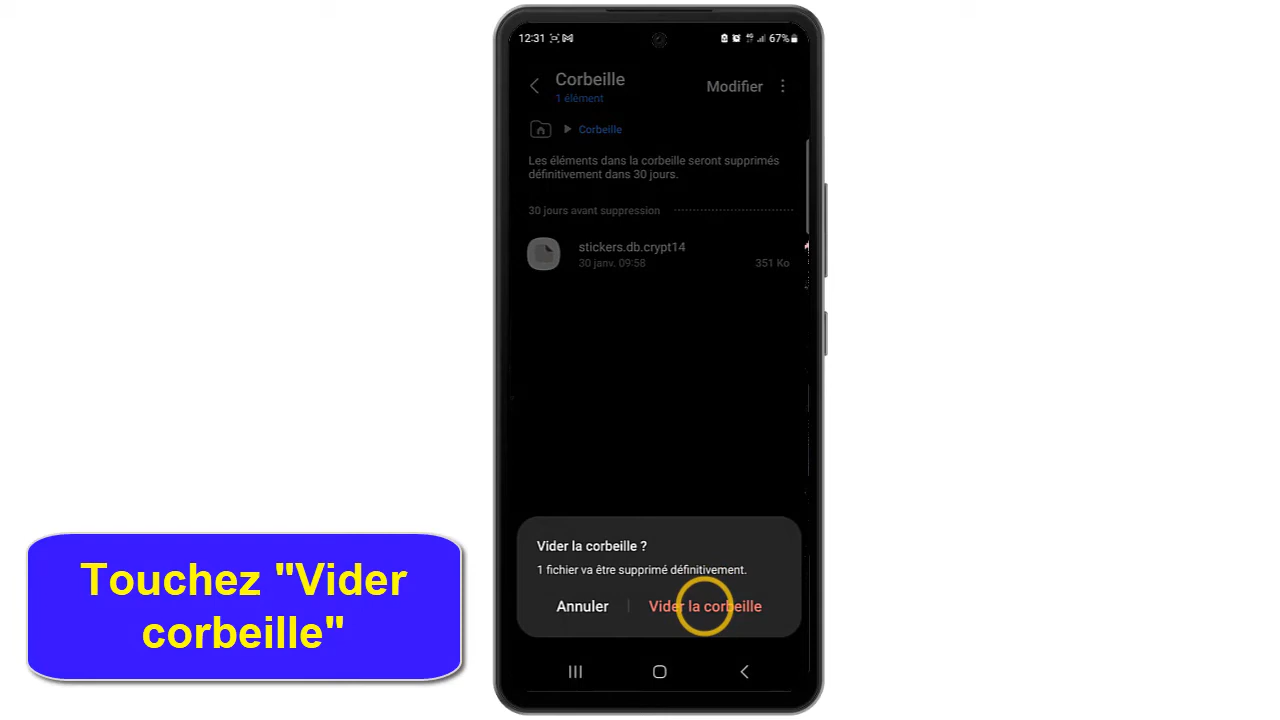 12:31
67%
Corbeille
1 élément
Modifier
Corbeille
Les éléments dans la corbeille seront supprimés
définitivement dans 30 jours.
30 jours avant suppression
stickers.db.crypt14
30 janv. 09:58
351 Ko
Vider la corbeille ?
1 fichier va être supprimé définitivement.
Annuler
Vider la corbeille
Touchez "Vider
corbeille"